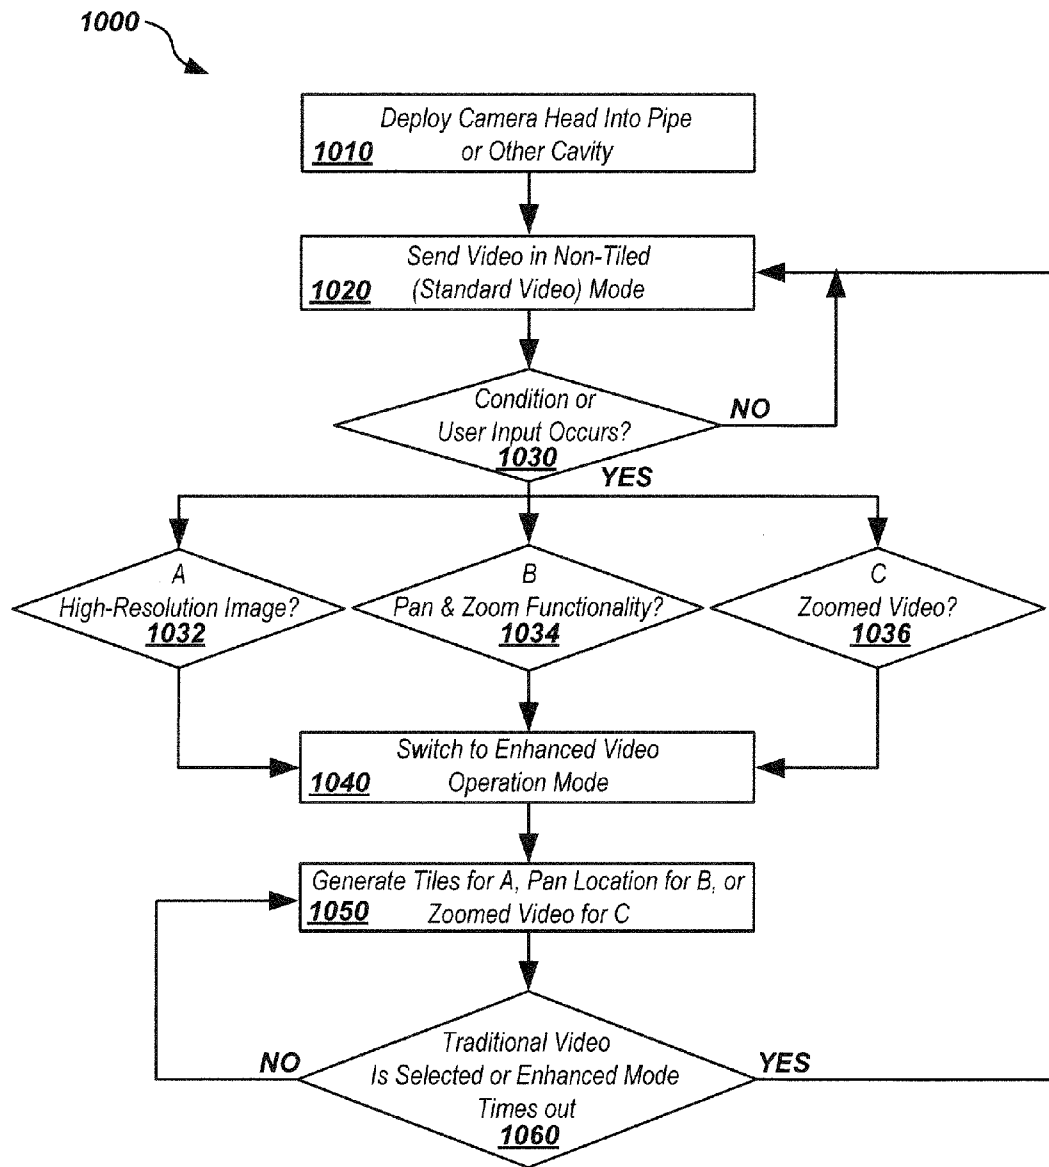 1000
Deploy Camera Head Into Pipe
1010 or Other Cavity
Send Video in Non-Tiled
1020 (Standard Video) Mode
Condition or
User Input Occurs?
1030
NO
YES
A
High-Resolution Image?
1032
B
Pan & Zoom Functionality?
1034
C
Zoomed Video?
1036
Switch to Enhanced Video
1040 Operation Mode
Generate Tiles for A, Pan Location for B, or
1050 Zoomed Video for C
Traditional Video
Is Selected or Enhanced Mode
Times out
1060
NO
YES